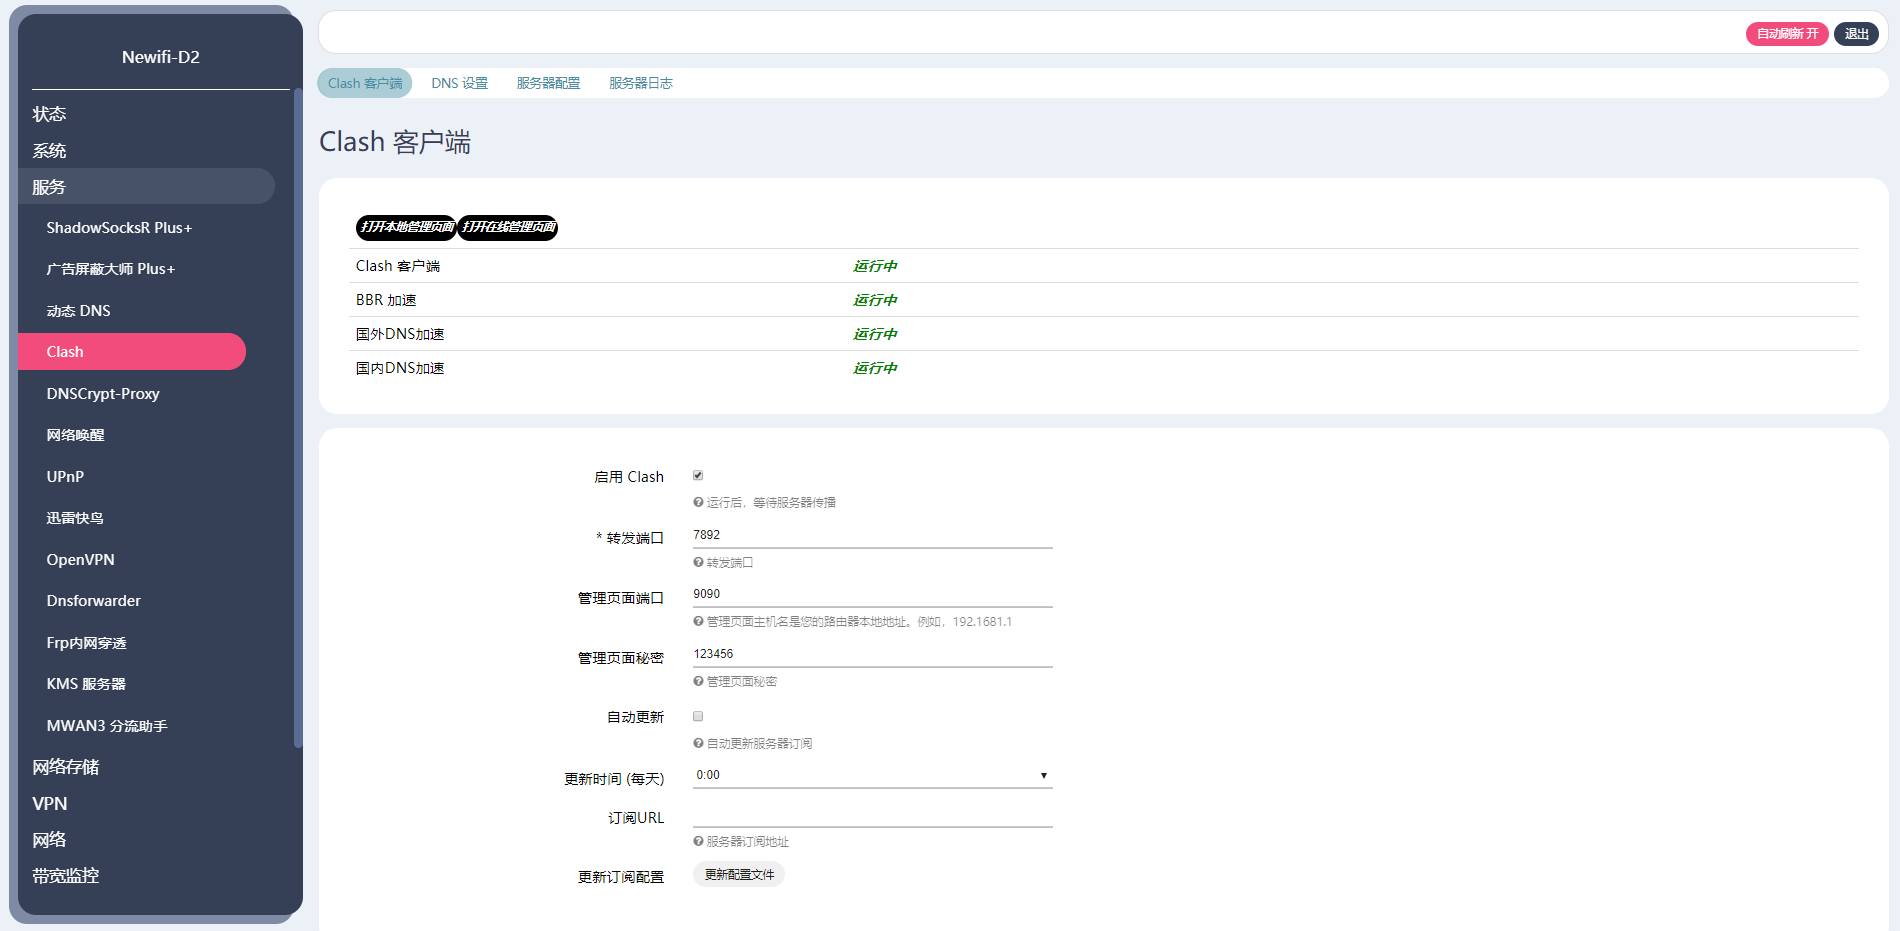 Newifi-D2
状态
系统
服务
ShadowSocksR Plus+
广告屏蔽大师 Plus+
动态 DNS
Clash
DNSCrypt-Proxy
网络唤醒
UPnP
迅雷快鸟
OpenVPN
Dnsforwarder
Frp内网穿透
KMS 服务器
MWAN3 分流助手
网络存储
VPN
网络
带宽监控
自动刷新 开 退出
Clash 客户端 DNS 设置 服务器配置 服务器日志
Clash 客户端
打开本地管理页面 打开在线管理页面
Clash 客户端 运行中
BBR 加速 运行中
国外DNS加速 运行中
国内DNS加速 运行中
启用 Clash
运行后，等待服务器传播
* 转发端口 7892
转发端口
管理页面端口 9090
管理页面主机名是您的路由器本地地址。例如，192.1681.1
管理页面秘密 123456
管理页面秘密
自动更新
自动更新服务器订阅
更新时间 (每天) 0:00
订阅URL
服务器订阅地址
更新订阅配置 更新配置文件